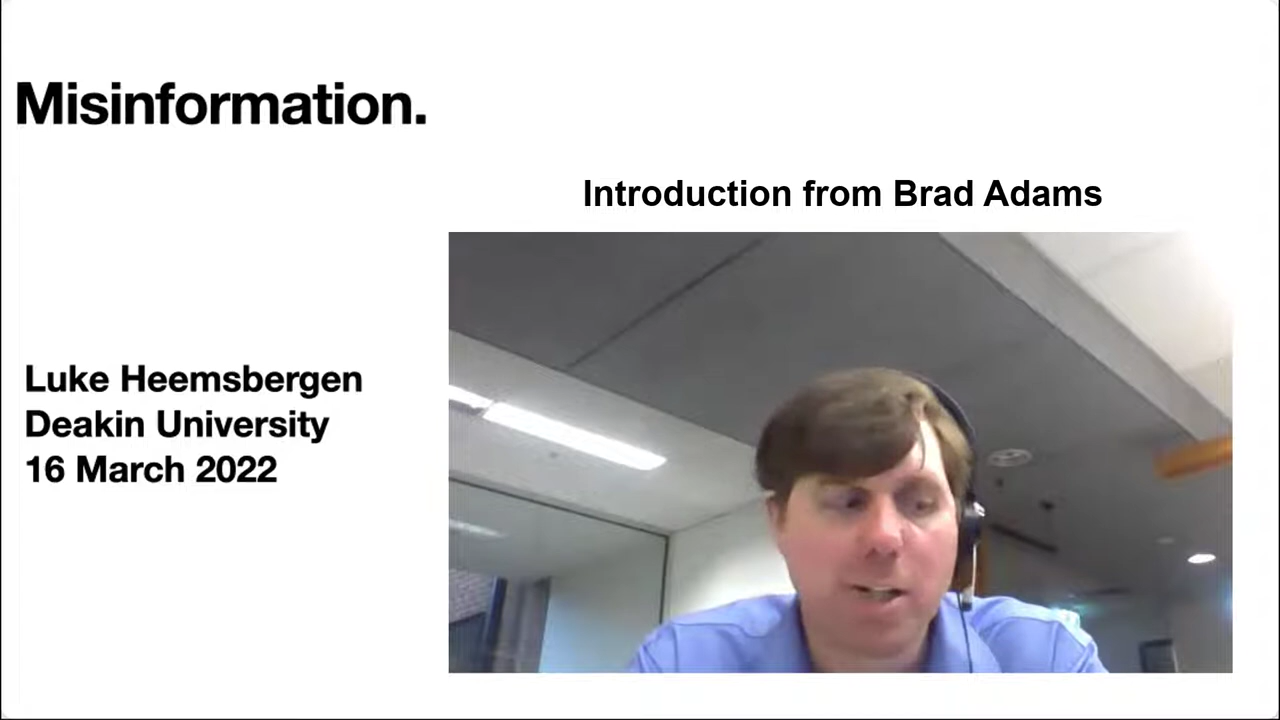 Misinformation.
Introduction from Brad Adams
Luke Heemsbergen
Deakin University
16 March 2022